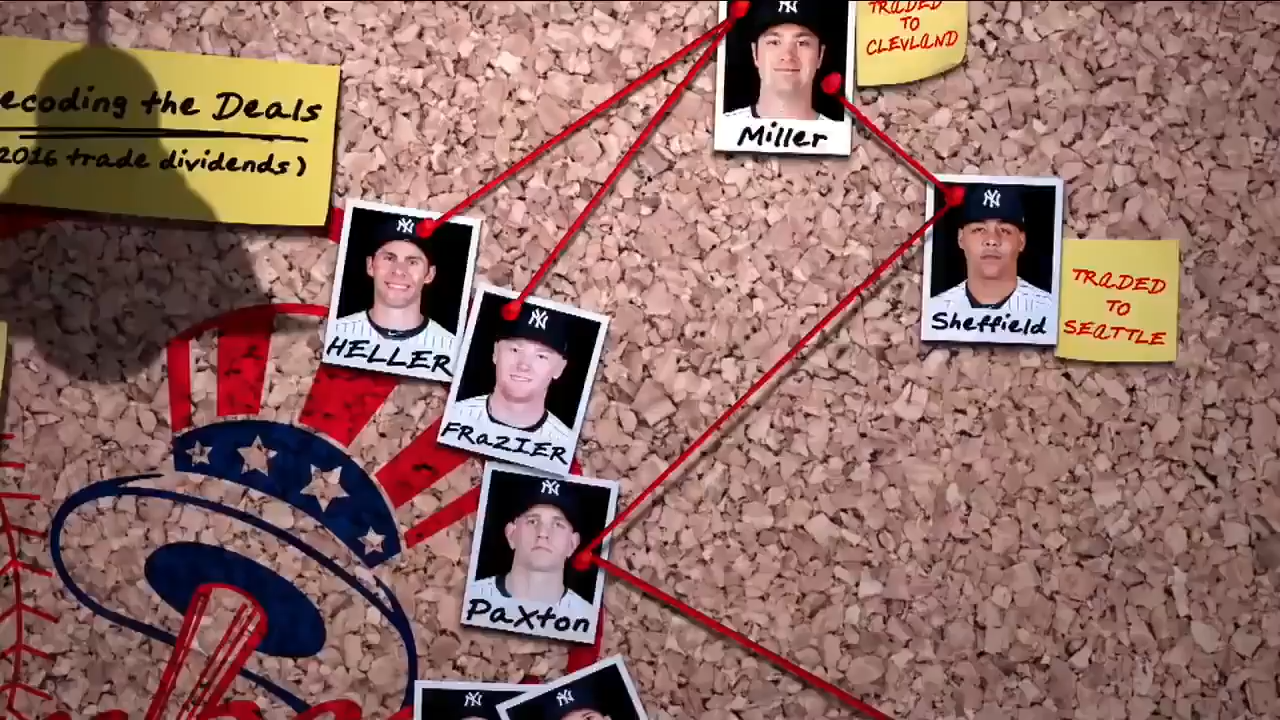 ecoding the Deals
2016 trade dividends)
TRADED
TO
CLEVLAND
Miller
HELLER
FRaZIER
Sheffield
TRADED
TO
SEATTLE
PaXton